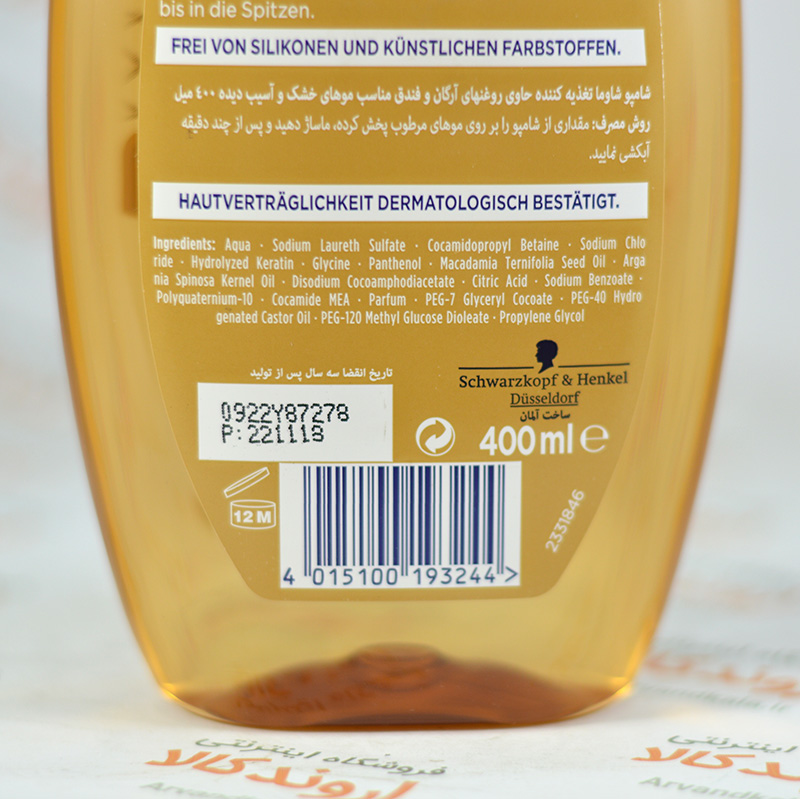 bis in die Spitzen.
FREI VON SILIKONEN UND KÜNSTLICHEN FARBSTOFFEN.
شامپو شاوما تغذیه کننده حاوی روغنهای آرگان و فندق مناسب موهای خشک و آسیب دیده ۴۰۰ میل
روش مصرف: مقداری از شامپو را بر روی موهای مرطوب پخش کرده، ماساژ دهید و پس از چند دقیقه
آبکشی نمایید.
HAUTVERTRÄGLICHKEIT DERMATOLOGISCH BESTÄTIGT.
Ingredients: Aqua · Sodium Laureth Sulfate · Cocamidopropyl Betaine · Sodium Chlo
ride · Hydrolyzed Keratin · Glycine · Panthenol · Macadamia Ternifolia Seed Oil · Arga
nia Spinosa Kernel Oil · Disodium Cocoamphodiacetate · Citric Acid · Sodium Benzoate ·
Polyquaternium-10 · Cocamide MEA · Parfum · PEG-7 Glyceryl Cocoate · PEG-40 Hydro
genated Castor Oil · PEG-120 Methyl Glucose Dioleate · Propylene Glycol
تاریخ انقضا سه سال پس از تولید
0922Y87278
P:221118
Schwarzkopf & Henkel
Düsseldorf
ساخت آلمان
400ml e
12 M
2331846
4 015100 193244 >
فروشگاه اینترنتی
اروند کالا